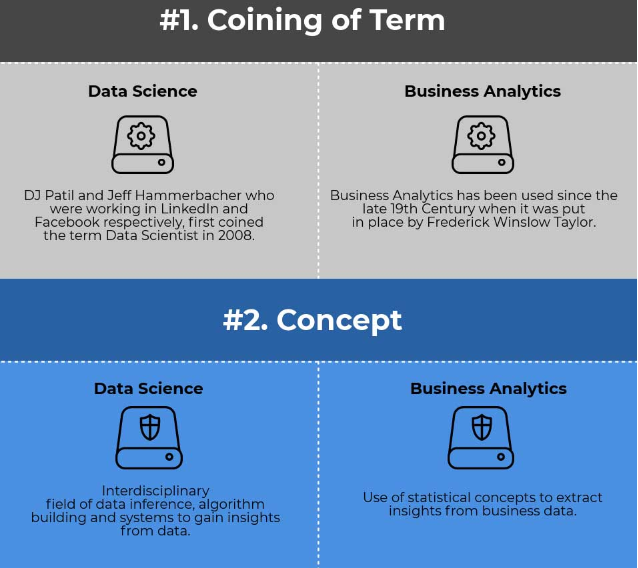 #1. Coining of Term
Data Science
DJ Patil and Jeff Hammerbacher who
were working in LinkedIn and
Facebook respectively, first coined
the term Data Scientist in 2008.
Business Analytics
Business Analytics has been used since the
late 19th Century when it was put
in place by Frederick Winslow Taylor.
#2. Concept
Data Science
Interdisciplinary
field of data inference, algorithm
building and systems to gain insights
from data.
Business Analytics
Use of statistical concepts to extract
insights from business data.